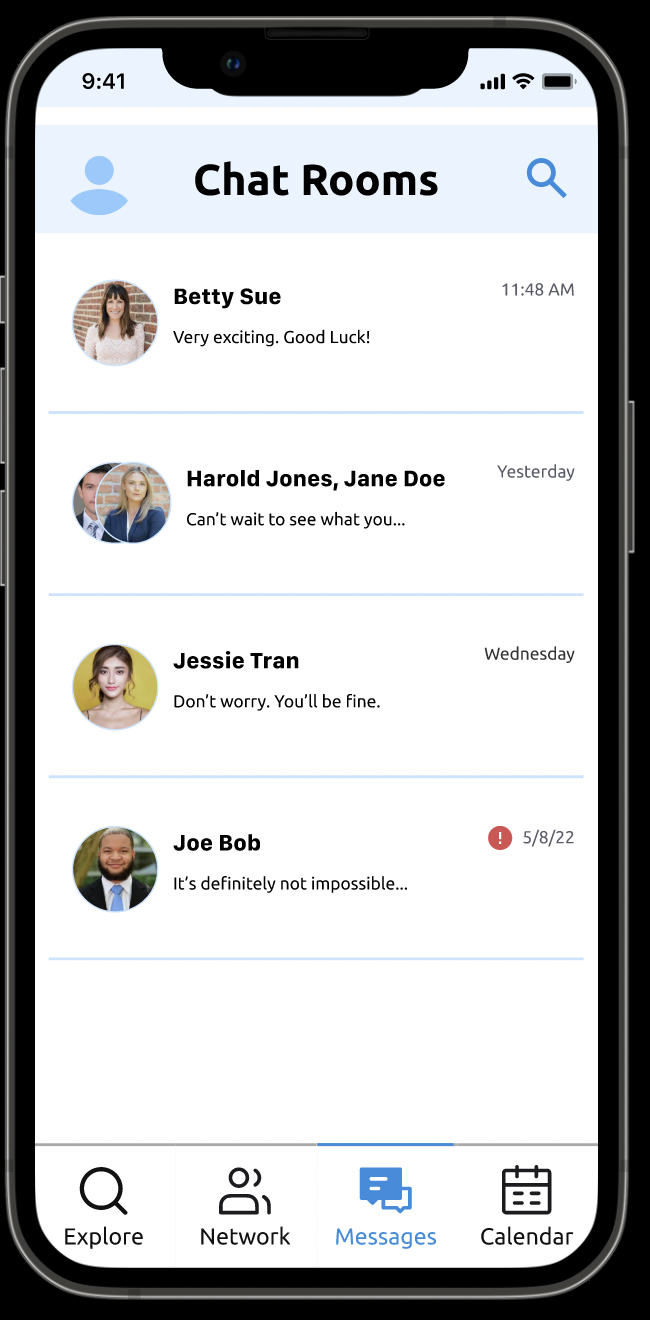 9:41
Chat Rooms
Betty Sue
11:48 AM
Very exciting. Good Luck!
Harold Jones, Jane Doe
Yesterday
Can't wait to see what you...
Jessie Tran
Wednesday
Don't worry. You'll be fine.
Joe Bob
! 5/8/22
It's definitely not impossible...
Explore Network Messages Calendar